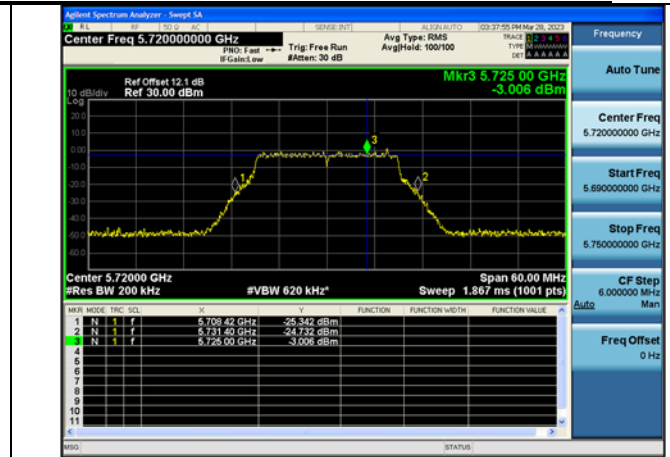 Agilent Spectrum Analyzer - Swept SA
RL RF 50 Ω AC SENSE:INT ALIGN AUTO 03:37:55 PM Mar 28, 2023
Center Freq 5.720000000 GHz
PNO: Fast
IFGain:Low
Trig: Free Run
#Atten: 30 dB
Avg Type: RMS
Avg|Hold: 100/100
TRACE 1 2 3 4 5 6
TYPE M
DET A A A A A A
Ref Offset 12.1 dB
Ref 30.00 dBm
10 dB/div
Log
Mkr3 5.725 00 GHz
-3.006 dBm
20.0
10.0
0.00
-10.0
-20.0
-30.0
-40.0
-50.0
-60.0
1
2
3
Center 5.72000 GHz
#Res BW 200 kHz
#VBW 620 kHz*
Span 60.00 MHz
Sweep 1.867 ms (1001 pts)
MKR MODE TRC SCL X Y FUNCTION FUNCTION WIDTH FUNCTION VALUE
1 N 1 f 5.708 42 GHz -25.342 dBm
2 N 1 f 5.731 40 GHz -24.732 dBm
3 N 1 f 5.725 00 GHz -3.006 dBm
4
5
6
7
8
9
10
11
MSG STATUS
Frequency
Auto Tune
Center Freq
5.720000000 GHz
Start Freq
5.690000000 GHz
Stop Freq
5.750000000 GHz
CF Step
6.000000 MHz
Auto Man
Freq Offset
0 Hz